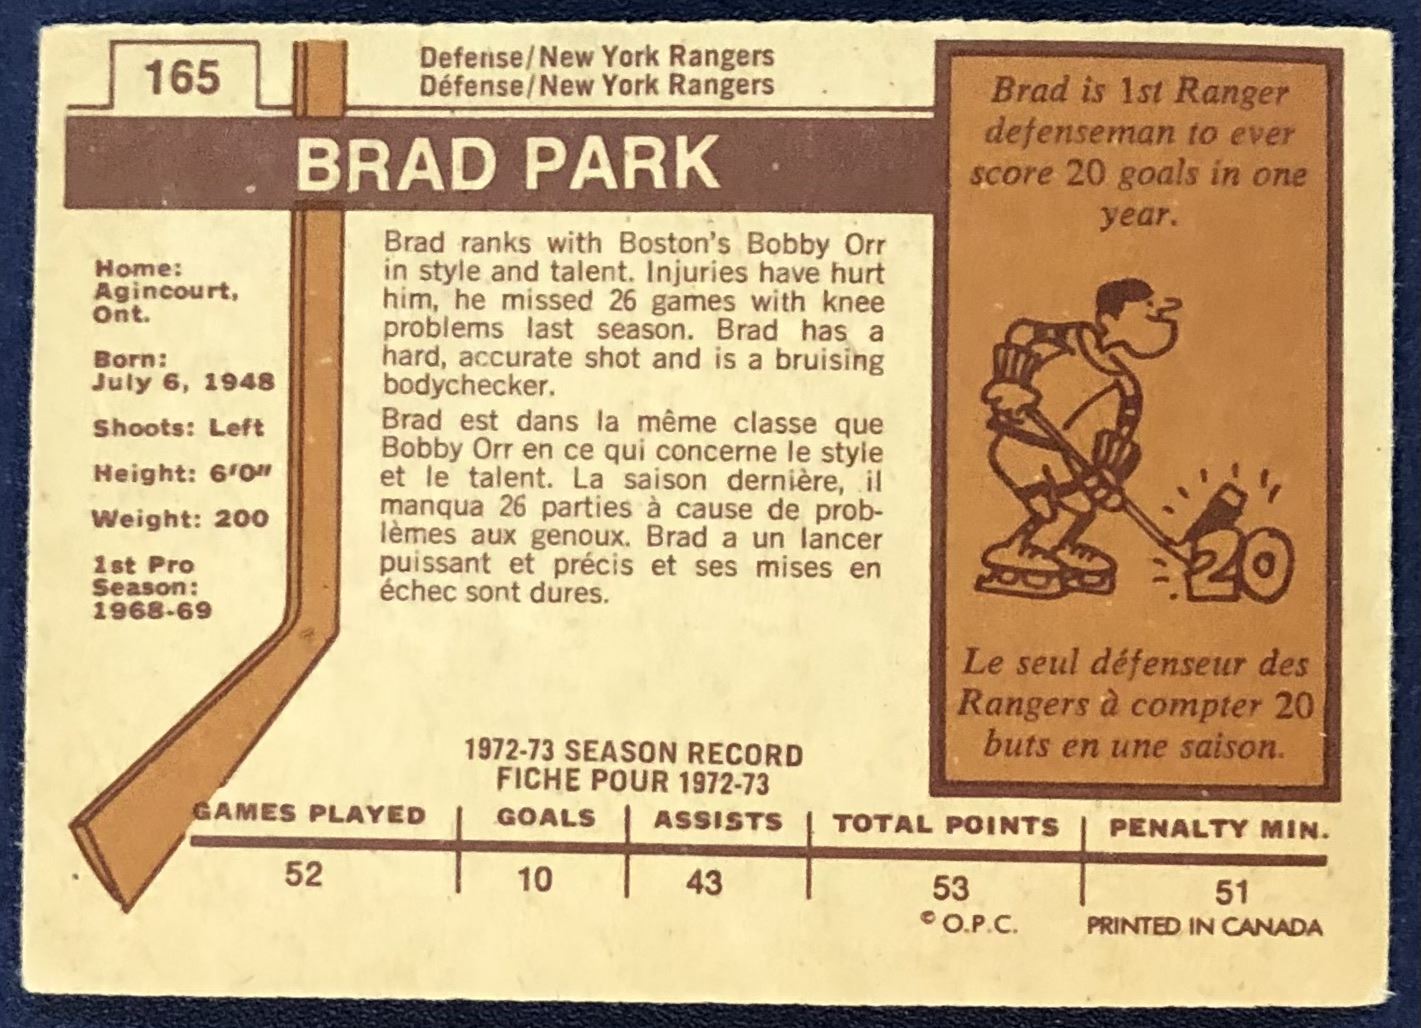 165
Defense/New York Rangers
Défense/New York Rangers
BRAD PARK
Home:
Agincourt,
Ont.
Born:
July 6, 1948
Shoots: Left
Height: 6'0"
Weight: 200
1st Pro
Season:
1968-69
Brad ranks with Boston's Bobby Orr
in style and talent. Injuries have hurt
him, he missed 26 games with knee
problems last season. Brad has a
hard, accurate shot and is a bruising
bodychecker.
Brad est dans la même classe que
Bobby Orr en ce qui concerne le style
et le talent. La saison dernière, il
manqua 26 parties à cause de prob-
lèmes aux genoux. Brad a un lancer
puissant et précis et ses mises en
échec sont dures.
Brad is 1st Ranger
defenseman to ever
score 20 goals in one
year.
20
Le seul défenseur des
Rangers à compter 20
buts en une saison.
1972-73 SEASON RECORD
FICHE POUR 1972-73
GAMES PLAYED GOALS ASSISTS TOTAL POINTS PENALTY MIN.
52 10 43 53 51
© O.P.C. PRINTED IN CANADA